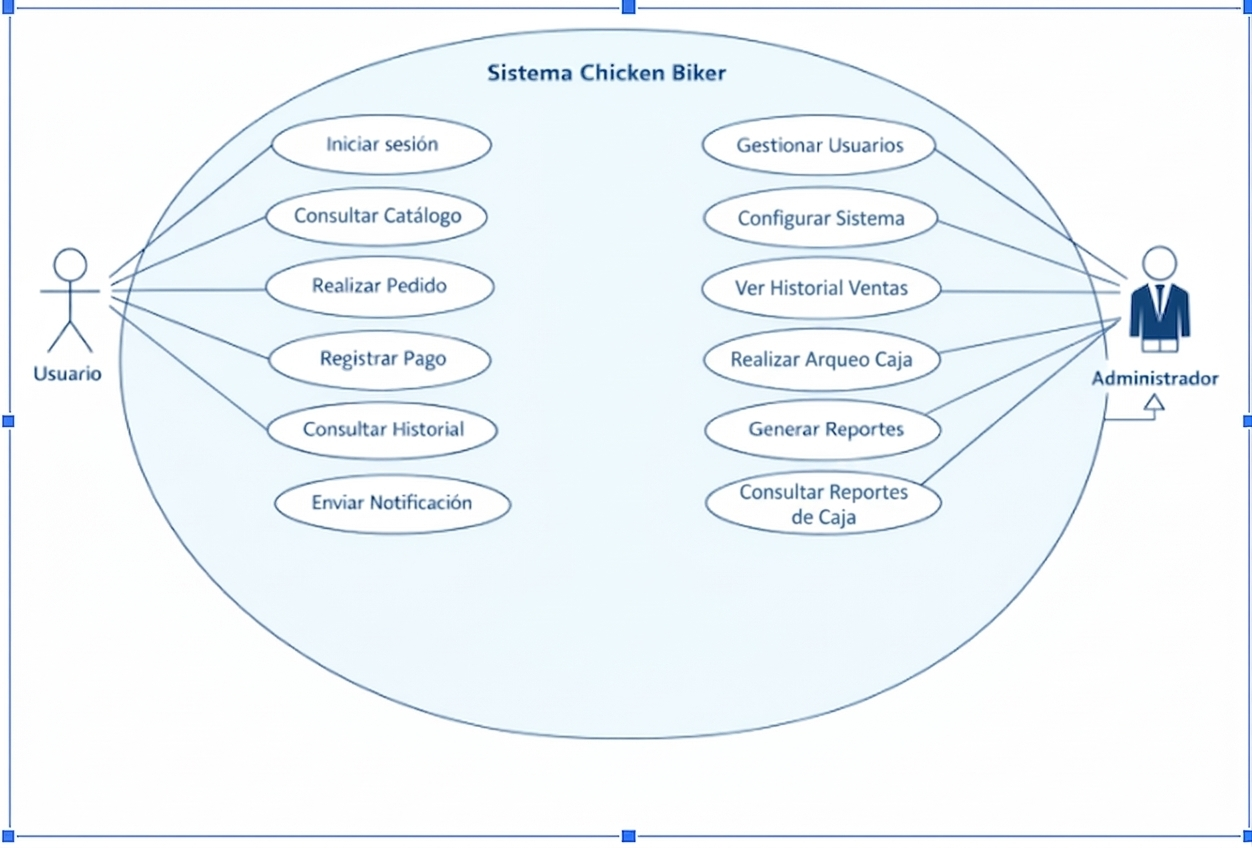 Sistema Chicken Biker
Iniciar sesión
Consultar Catálogo
Realizar Pedido
Registrar Pago
Consultar Historial
Enviar Notificación
Gestionar Usuarios
Configurar Sistema
Ver Historial Ventas
Realizar Arqueo Caja
Generar Reportes
Consultar Reportes
de Caja
Usuario
Administrador